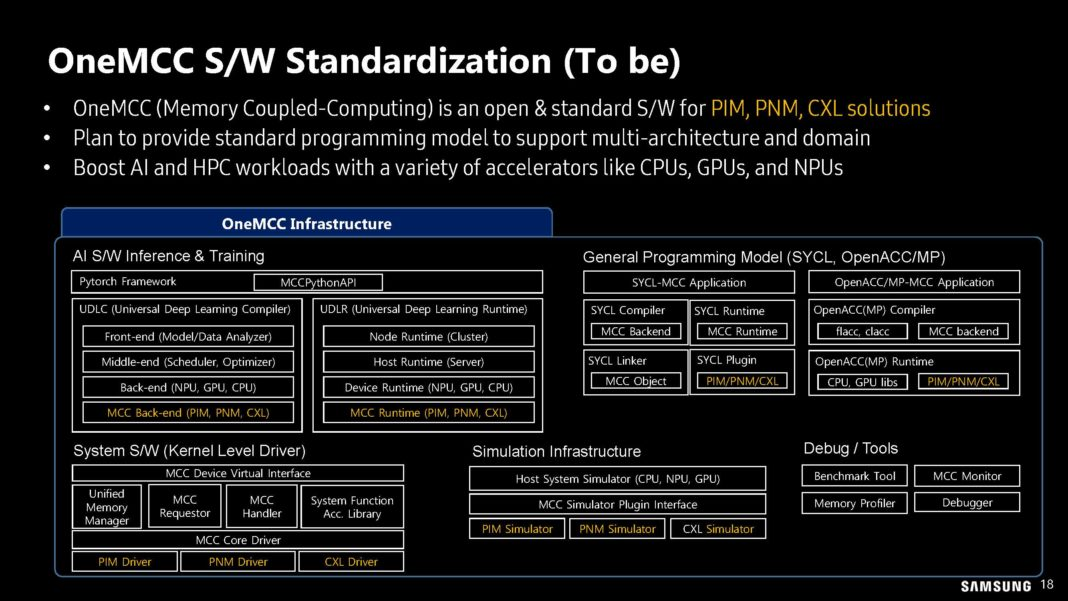 OneMCC S/W Standardization (To be)
• OneMCC (Memory Coupled-Computing) is an open & standard S/W for PIM, PNM, CXL solutions
• Plan to provide standard programming model to support multi-architecture and domain
• Boost AI and HPC workloads with a variety of accelerators like CPUs, GPUs, and NPUs
OneMCC Infrastructure
AI S/W Inference & Training
Pytorch Framework
MCCPythonAPI
UDLC (Universal Deep Learning Compiler)
Front-end (Model/Data Analyzer)
Middle-end (Scheduler, Optimizer)
Back-end (NPU, GPU, CPU)
MCC Back-end (PIM, PNM, CXL)
UDLR (Universal Deep Learning Runtime)
Node Runtime (Cluster)
Host Runtime (Server)
Device Runtime (NPU, GPU, CPU)
MCC Runtime (PIM, PNM, CXL)
General Programming Model (SYCL, OpenACC/MP)
SYCL-MCC Application
SYCL Compiler
MCC Backend
SYCL Runtime
MCC Runtime
SYCL Linker
MCC Object
SYCL Plugin
PIM/PNM/CXL
OpenACC/MP-MCC Application
OpenACC(MP) Compiler
flacc, clacc
MCC backend
OpenACC(MP) Runtime
CPU, GPU libs
PIM/PNM/CXL
System S/W (Kernel Level Driver)
MCC Device Virtual Interface
Unified
Memory
Manager
MCC
Requestor
MCC
Handler
System Function
Acc. Library
MCC Core Driver
PIM Driver
PNM Driver
CXL Driver
Simulation Infrastructure
Host System Simulator (CPU, NPU, GPU)
MCC Simulator Plugin Interface
PIM Simulator
PNM Simulator
CXL Simulator
Debug / Tools
Benchmark Tool
MCC Monitor
Memory Profiler
Debugger
SAMSUNG 18